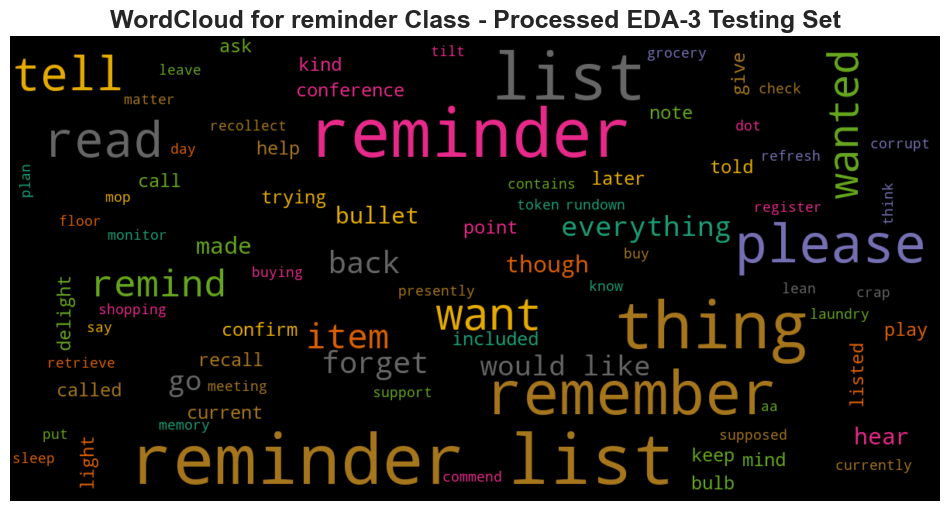 WordCloud for reminder Class - Processed EDA-3 Testing Set
tell
leave
ask
kind
conference
tilt
list
grocery
give
check
wanted
matter
read
day
recollect
help
reminder
note
dot
told
refresh
corrupt
plan
call
mop
trying
bullet
contains
later
token
rundown
register
think
floor
monitor
made
point
everything
please
remind
buying
back
though
buy
delight
shopping
presently
know
lean
crap
say
confirm
want
thing
laundry
play
item
included
retrieve
recall
forget
would like
listed
called
go
meeting
support
remember
current
aa
put
memory
sleep
light
reminder list
commend
supposed
hear
keep
mind
currently
bulb